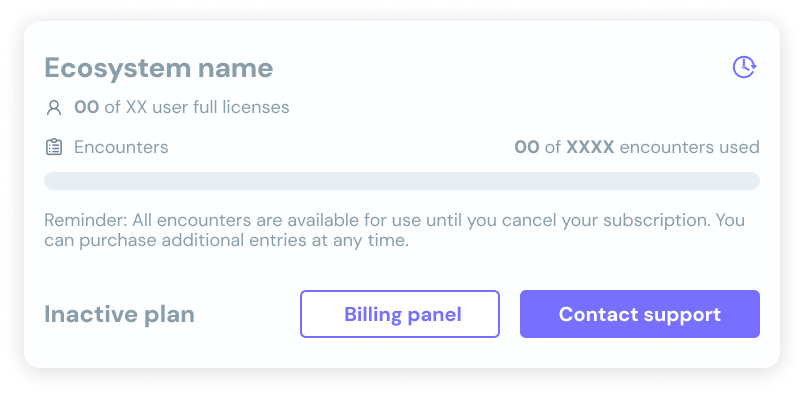 Ecosystem name
00 of XX user full licenses
Encounters
00 of XXXX encounters used
Reminder: All encounters are available for use until you cancel your subscription. You
can purchase additional entries at any time.
Inactive plan
Billing panel
Contact support